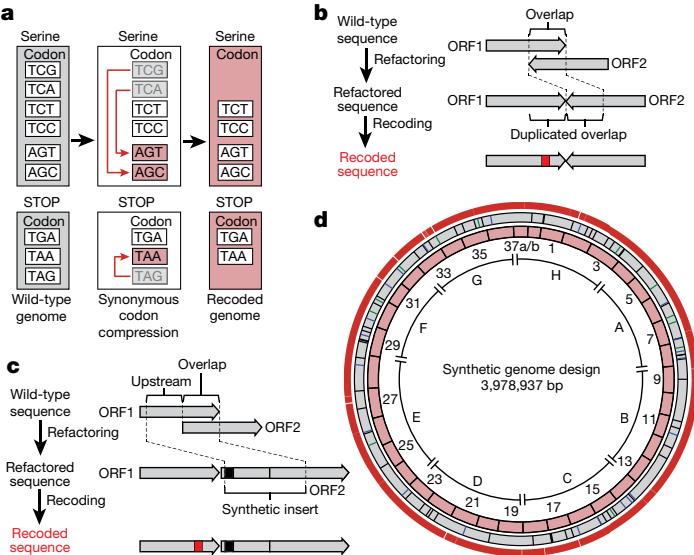 a
Serine
Serine
Serine
Codon
Codon
Codon
TCG
TCG
TCA
TCA
TCT
TCT
TCT
TCC
TCC
TCC
AGT
AGT
AGT
AGC
AGC
AGC
STOP
STOP
STOP
Codon
Codon
Codon
TGA
TGA
TGA
TAA
TAA
TAA
TAG
TAG
Wild-type
genome
Synonymous
codon
compression
Recoded
genome
b
Wild-type
sequence
Refactoring
Refactored
sequence
Recoding
Recoded
sequence
Overlap
ORF1
ORF2
ORF1
ORF2
Duplicated overlap
c
Wild-type
sequence
Refactoring
Refactored
sequence
Recoding
Recoded
sequence
Overlap
Upstream
ORF1
ORF2
ORF1
ORF2
Synthetic insert
d
37a/b
1
3
5
7
9
11
13
15
17
19
21
23
25
27
29
31
33
35
H
A
B
C
D
E
F
G
Synthetic genome design
3,978,937 bp